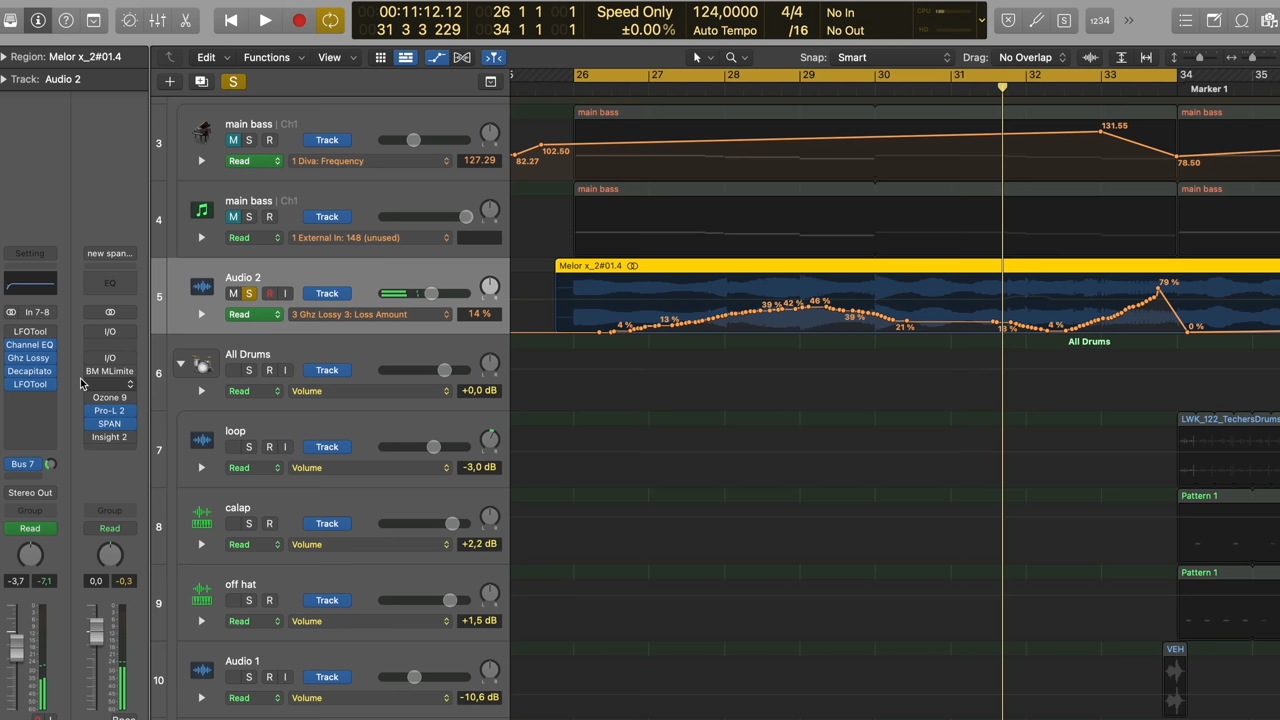 00:00:11:12.12 26 1 1 1 Speed Only 124,0000 4/4 No In CPU
31 3 3 229 34 1 1 1 ±0.00% Auto Tempo /16 No Out HD
S 1234
Region: Melor x_2#01.4
Track: Audio 2
Edit Functions View Snap: Smart Drag: No Overlap
S
26 27 28 29 30 31 32 33 34 35
Marker 1
3 main bass | Ch1
M S R Track
Read 1 Diva: Frequency 127.29
main bass main bass
82.27 102.50 131.55 78.50
4 main bass | Ch1
M S R Track
Read 1 External In: 148 (unused)
main bass main bass
5 Audio 2
M S R I Track
Read 3 Ghz Lossy 3: Loss Amount 14 %
Melor x_2#01.4
4 % 13 % 39 % 42 % 46 % 39 % 21 % 13 % 4 % 79 % 0 %
6 All Drums
S R I Track
Read Volume +0,0 dB
All Drums
7 loop
S R I Track
Read Volume -3,0 dB
LWK_122_TechersDrums
8 calap
S R Track
Read Volume +2,2 dB
Pattern 1
9 off hat
S R Track
Read Volume +1,5 dB
Pattern 1
10 Audio 1
S R I Track
Read Volume -10,6 dB
VEH
Setting new span...
EQ
In 7-8
LFOTool I/O
Channel EQ
Ghz Lossy I/O
Decapitato BM MLimite
LFOTool
Ozone 9
Pro-L 2
SPAN
Insight 2
Bus 7
Stereo Out
Group Group
Read Read
-3,7 -7,1 0,0 -0,3